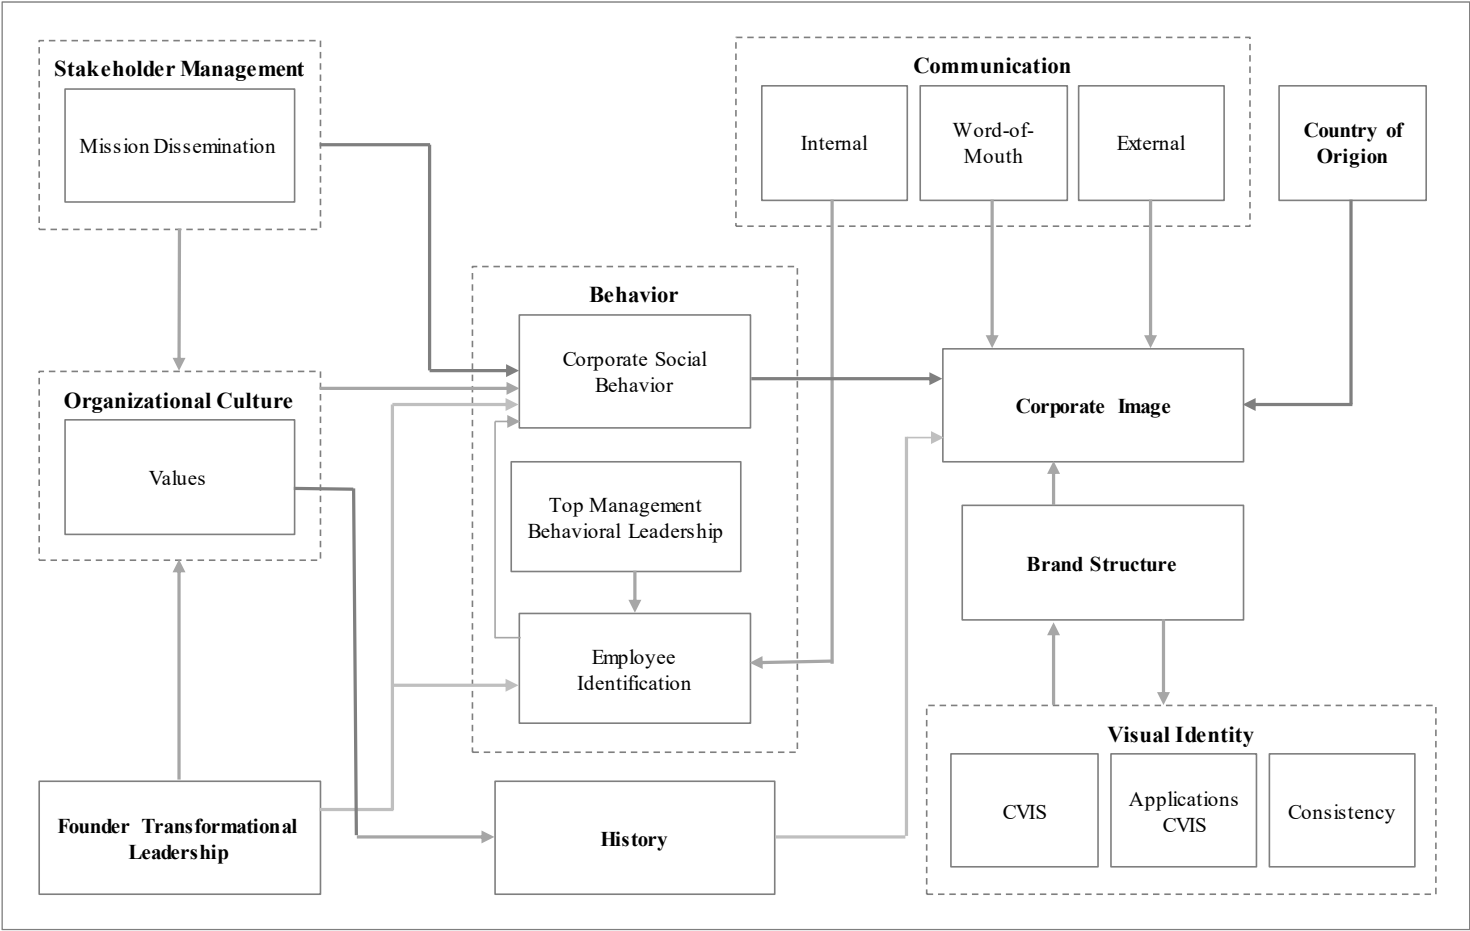 Stakeholder Management
Mission Dissemination
Communication
Internal
Word-of-
Mouth
External
Country of
Origion
Behavior
Corporate Social
Behavior
Top Management
Behavioral Leadership
Employee
Identification
Organizational Culture
Values
Corporate Image
Brand Structure
Visual Identity
CVIS
Applications
CVIS
Consistency
Founder Transformational
Leadership
History